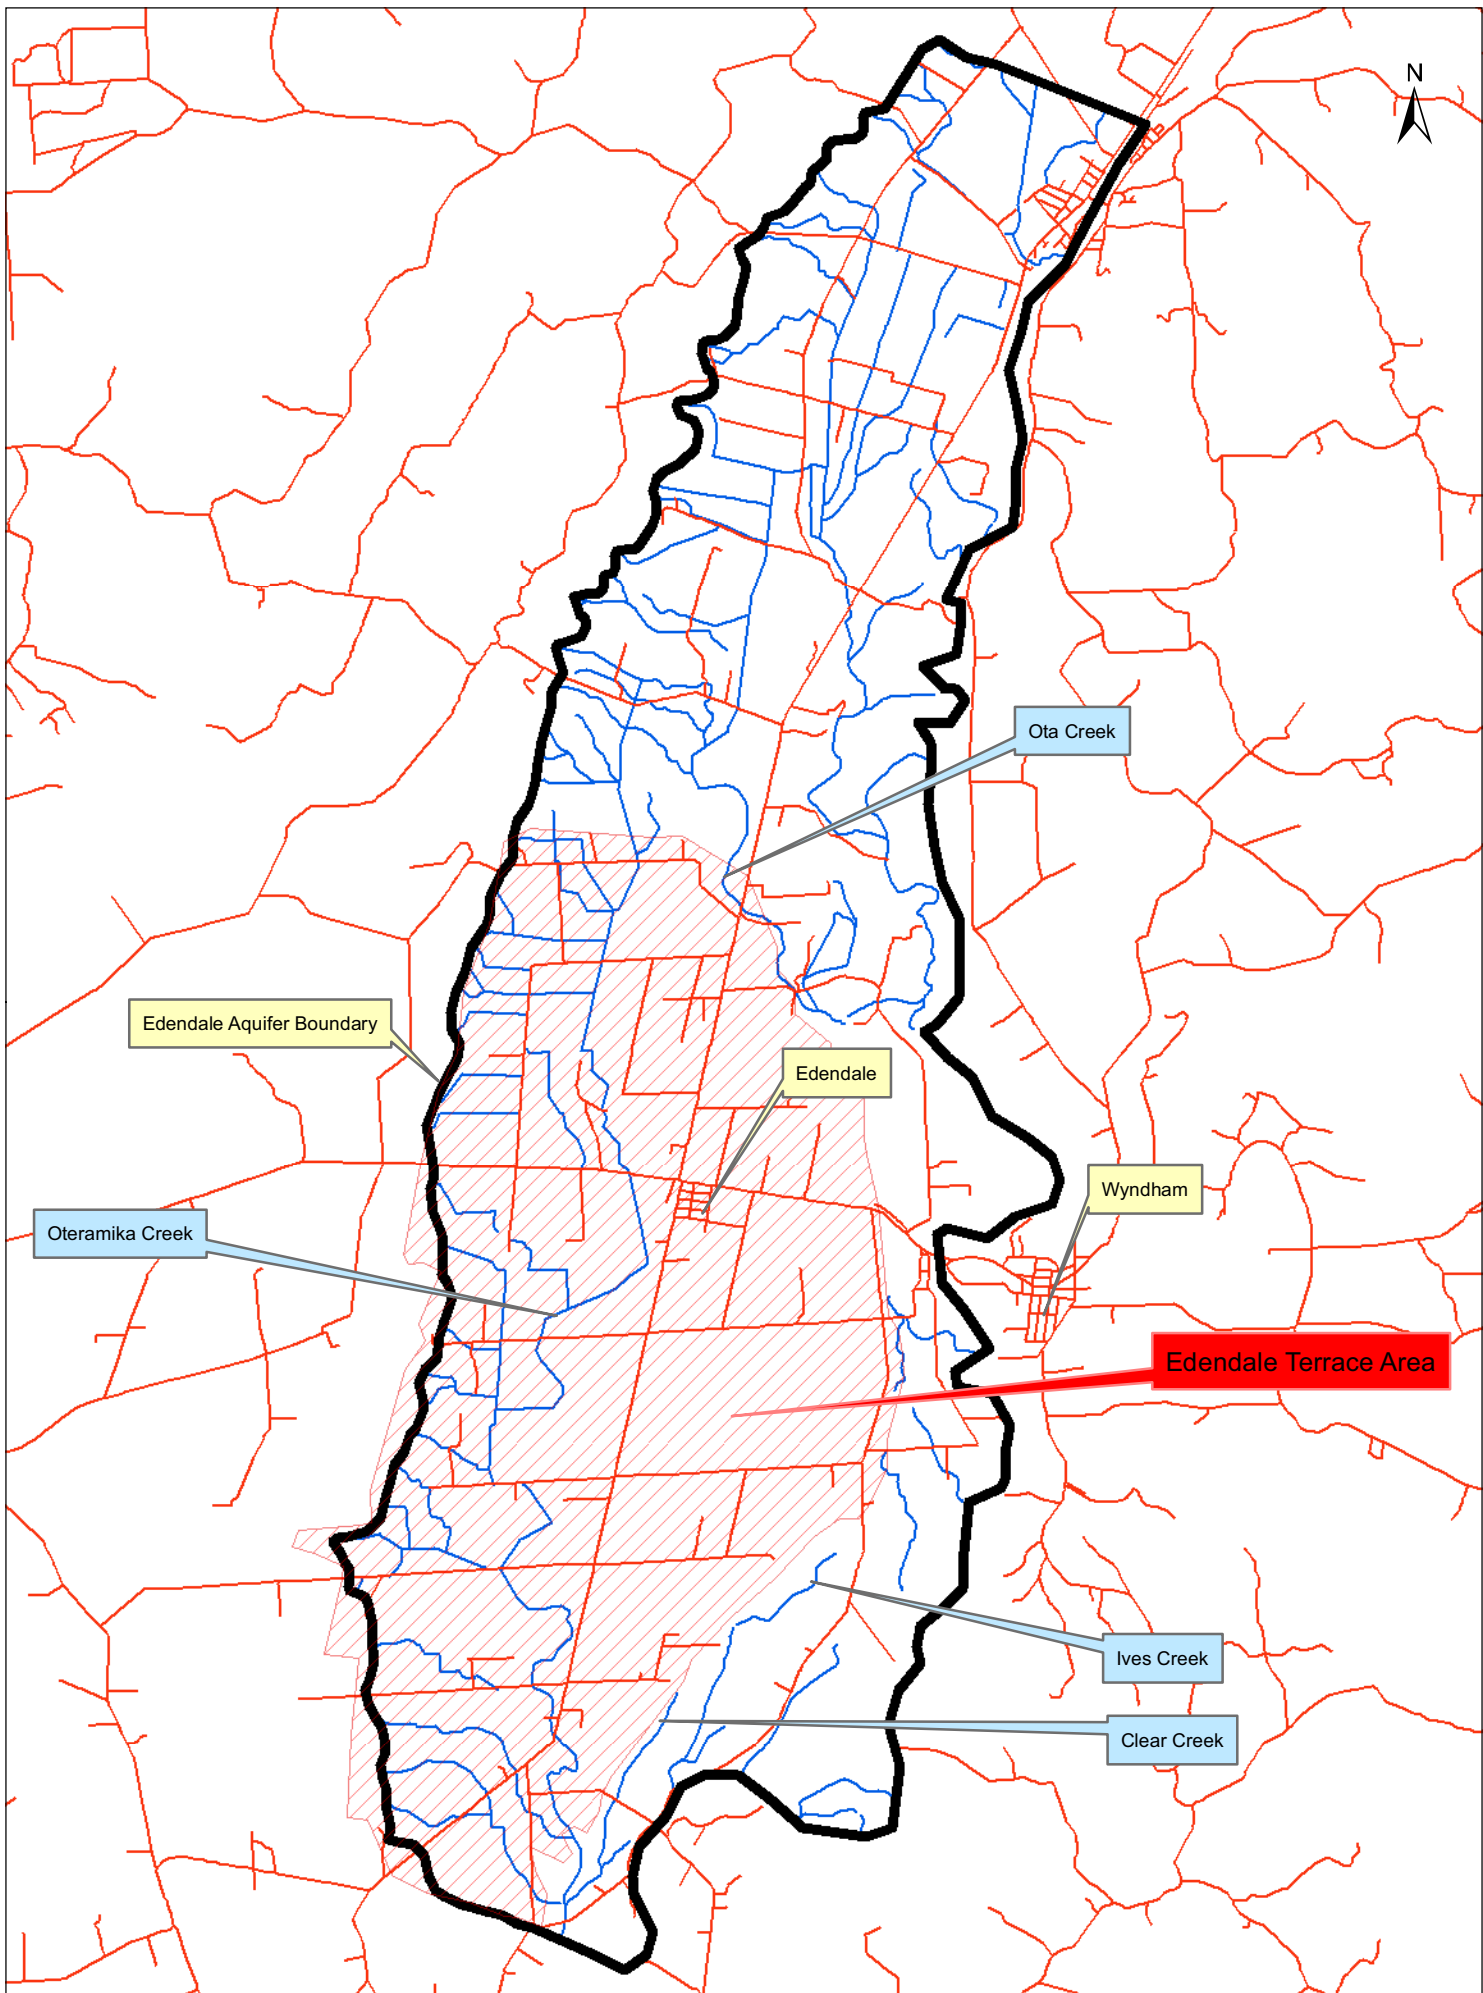 N
Ota Creek
Edendale Aquifer Boundary
Edendale
Wyndham
Oteramika Creek
Edendale Terrace Area
Ives Creek
Clear Creek